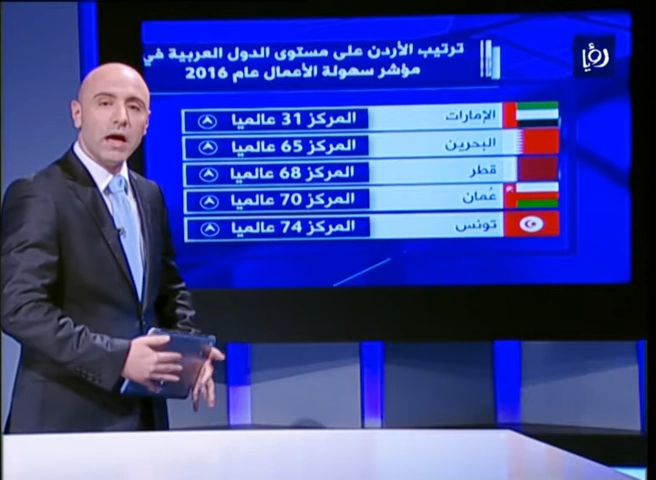 رؤيا
ترتيب الأردن على مستوى الدول العربية في
مؤشر سهولة الأعمال عام 2016
الإمارات المركز 31 عالميا
البحرين المركز 65 عالميا
قطر المركز 68 عالميا
عُمان المركز 70 عالميا
تونس المركز 74 عالميا